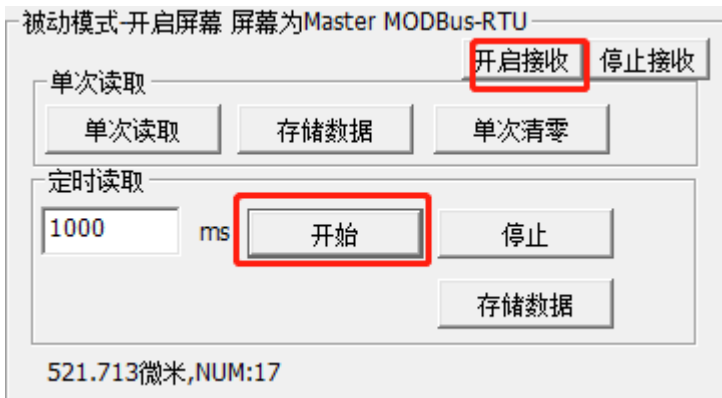 被动模式-开启屏幕 屏幕为Master MODBus-RTU
开启接收 停止接收
单次读取
单次读取 存储数据 单次清零
定时读取
1000 ms 开始 停止
存储数据
521.713微米,NUM:17